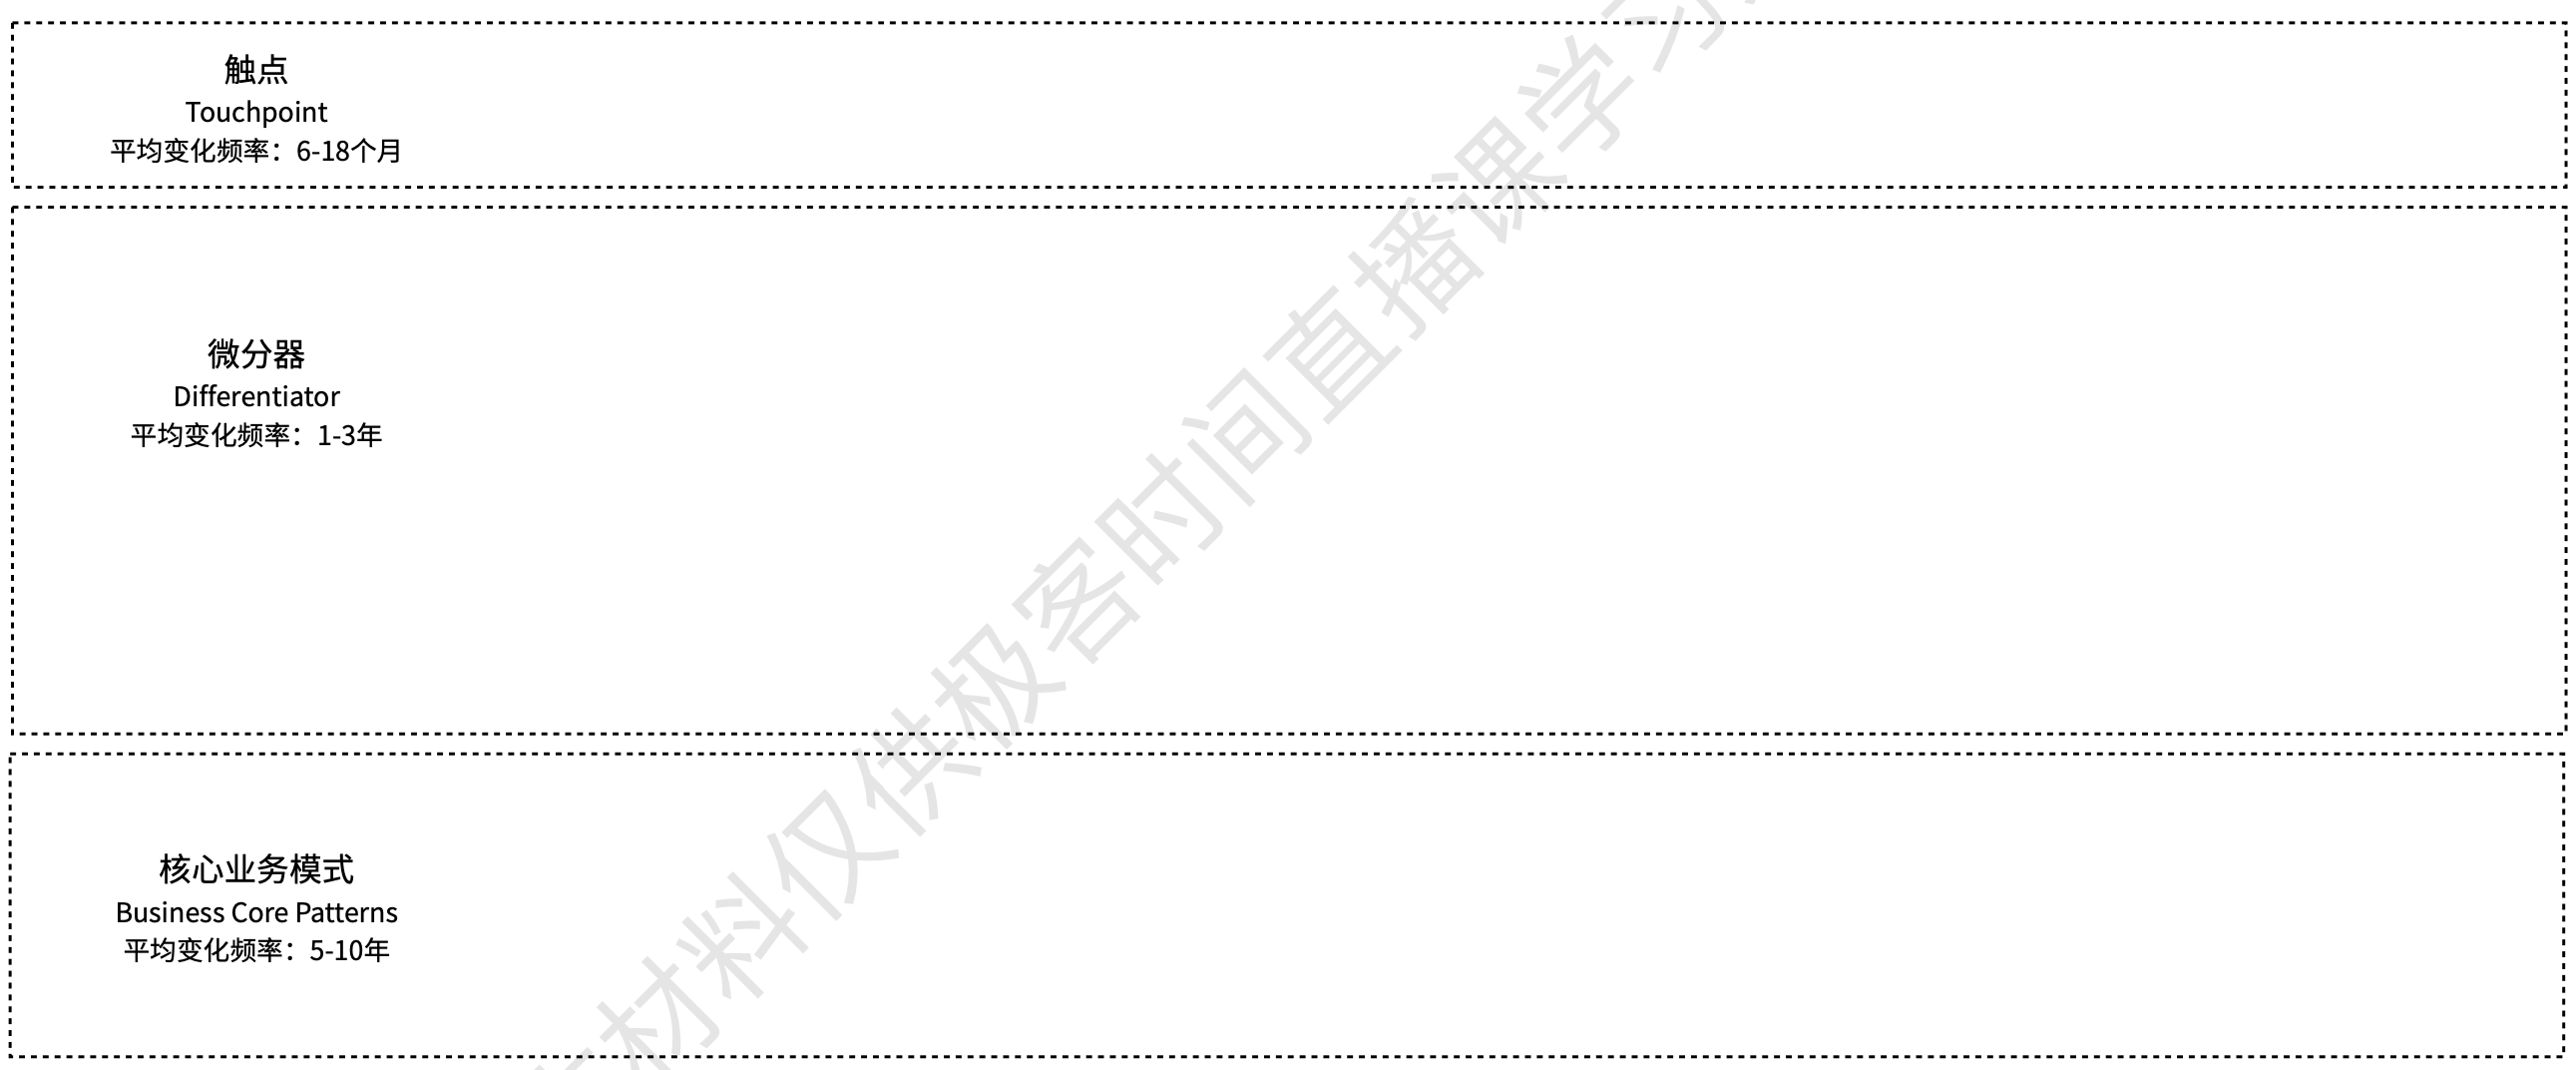 触点
Touchpoint
平均变化频率：6-18个月
微分器
Differentiator
平均变化频率：1-3年
核心业务模式
Business Core Patterns
平均变化频率：5-10年
材料仅供极客时间直播课学习